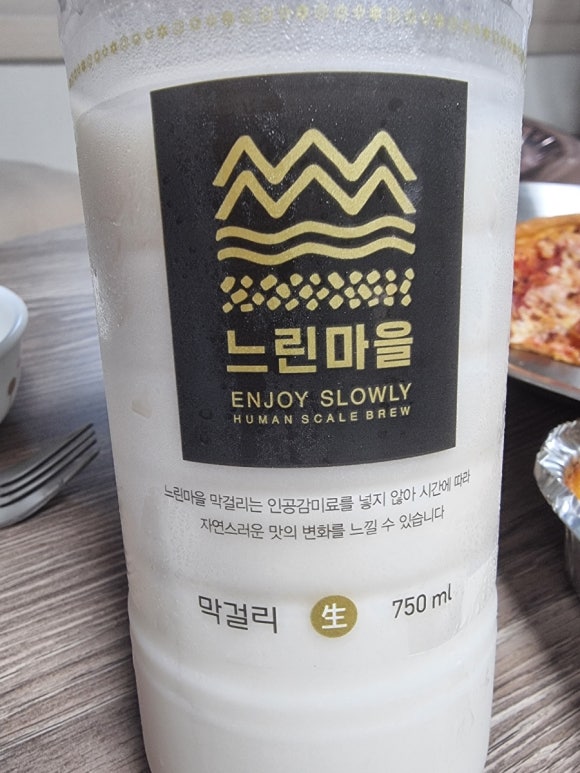 느린마을
ENJOY SLOWLY
HUMAN SCALE BREW
느린마을 막걸리는 인공감미료를 넣지 않아 시간에 따라
자연스러운 맛의 변화를 느낄 수 있습니다
막걸리 生 750 ml